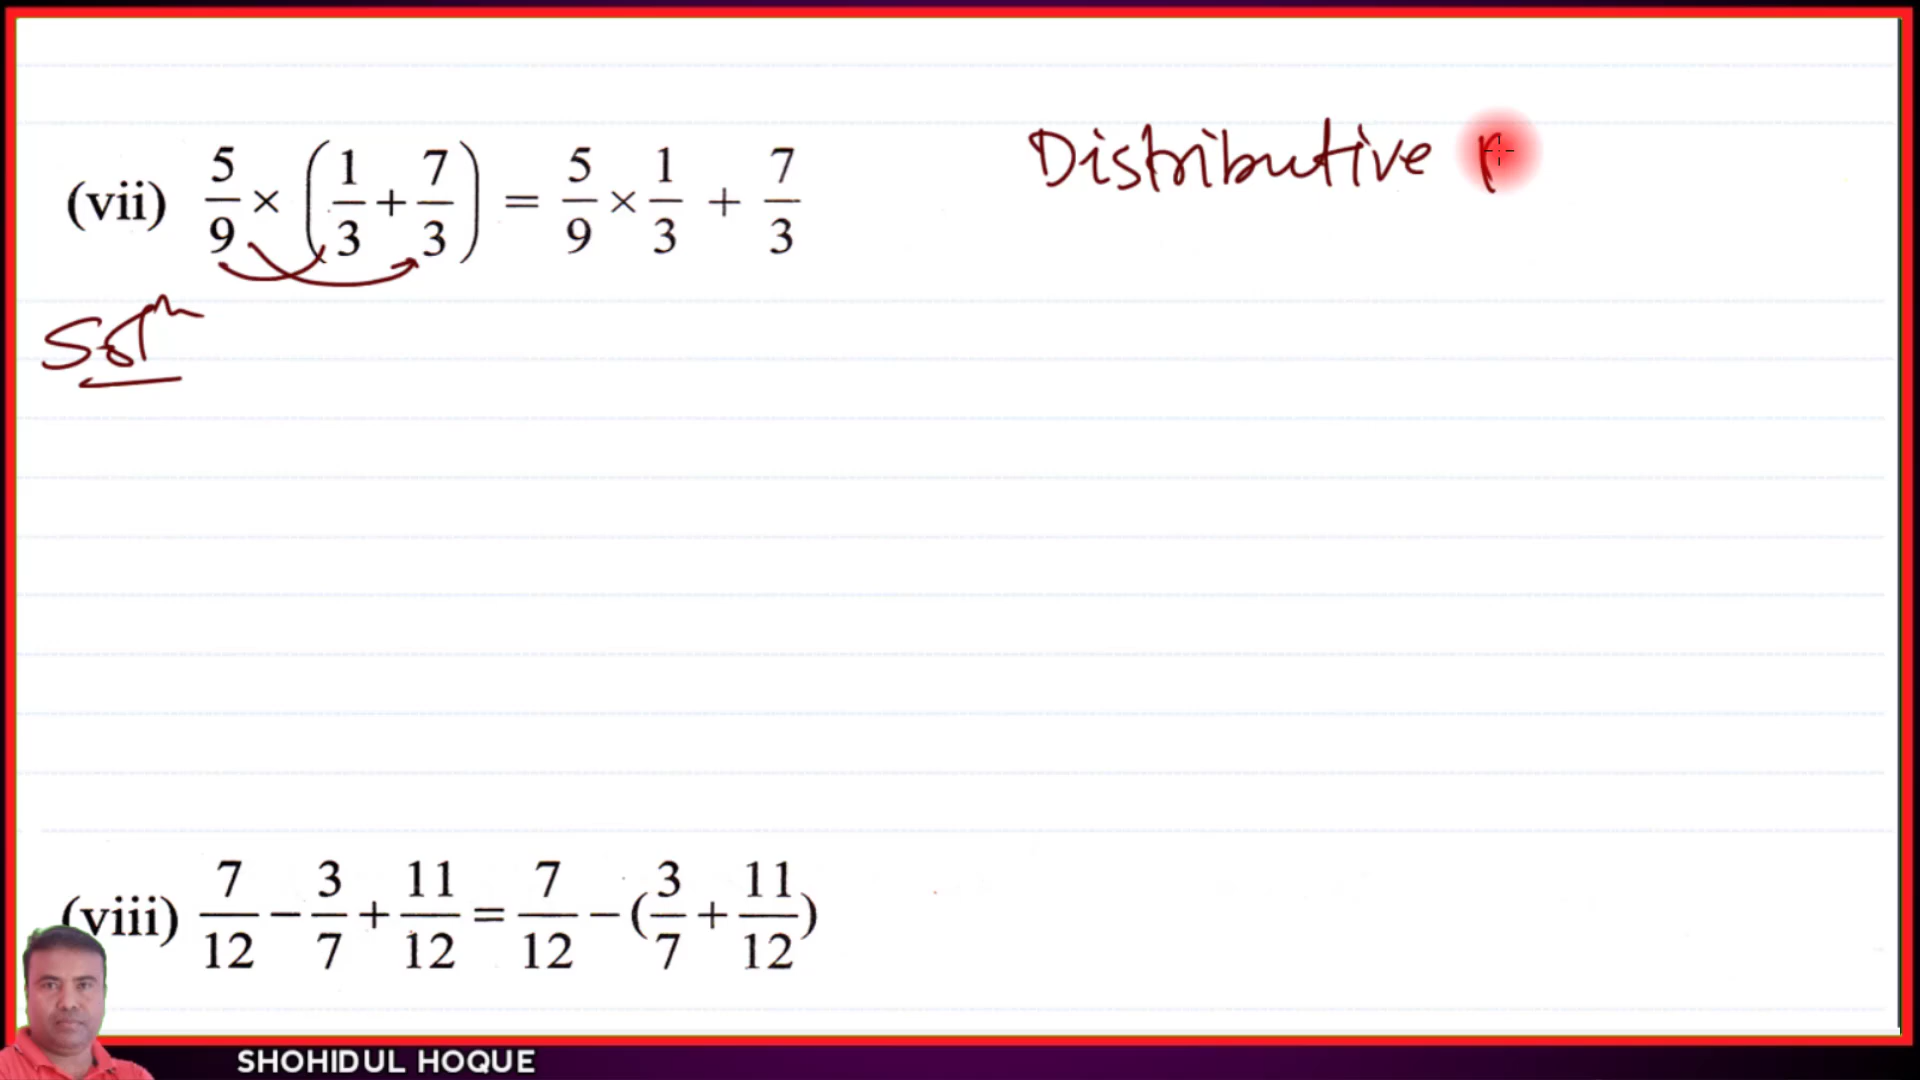 (vii) 5/9 × (1/3 + 7/3) = 5/9 × 1/3 + 7/3
Distributive P
Solⁿ
(viii) 7/12 − 3/7 + 11/12 = 7/12 − (3/7 + 11/12)
SHOHIDUL HOQUE